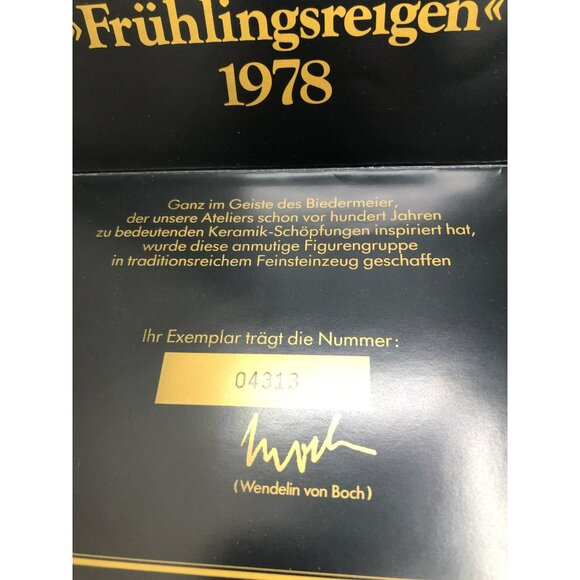 »Frühlingsreigen«
1978
Ganz im Geiste des Biedermeier,
der unsere Ateliers schon vor hundert Jahren
zu bedeutenden Keramik-Schöpfungen inspiriert hat,
wurde diese anmutige Figurengruppe
in traditionsreichem Feinsteinzeug geschaffen
Ihr Exemplar trägt die Nummer:
04313
Boch
(Wendelin von Boch)